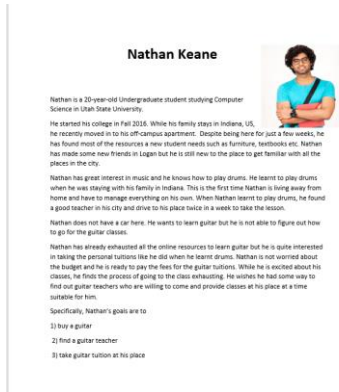 Nathan Keane
Nathan is a 20-year-old Undergraduate student studying Computer
Science in Utah State University.
He started his college in Fall 2016. While his family stays in Indiana, US,
he recently moved in to his off-campus apartment. Despite being here for just a few weeks, he
has found most of the resources a new student needs such as furniture, textbooks etc. Nathan
has made some new friends in Logan but he is still new to the place to get familiar with all the
places in the city.
Nathan has great interest in music and he knows how to play drums. He learnt to play drums
when he was staying with his family in Indiana. This is the first time Nathan is living away from
home and have to manage everything on his own. When Nathan learnt to play drums, he found
a good teacher in his city and drive to his place twice in a week to take the lesson.
Nathan does not have a car here. He wants to learn guitar but he is not able to figure out how
to go for the guitar classes.
Nathan has already exhausted all the online resources to learn guitar but he is quite interested
in taking the personal tuitions like he did when he learnt drums. Nathan is not worried about
the budget and he is ready to pay the fees for the guitar tuitions. While he is excited about his
classes, he finds the process of going to the class exhausting. He wishes he had some way to
find out guitar teachers who are willing to come and provide classes at his place at a time
suitable for him.
Specifically, Nathan's goals are to
1) buy a guitar
2) find a guitar teacher
3) take guitar tuition at his place